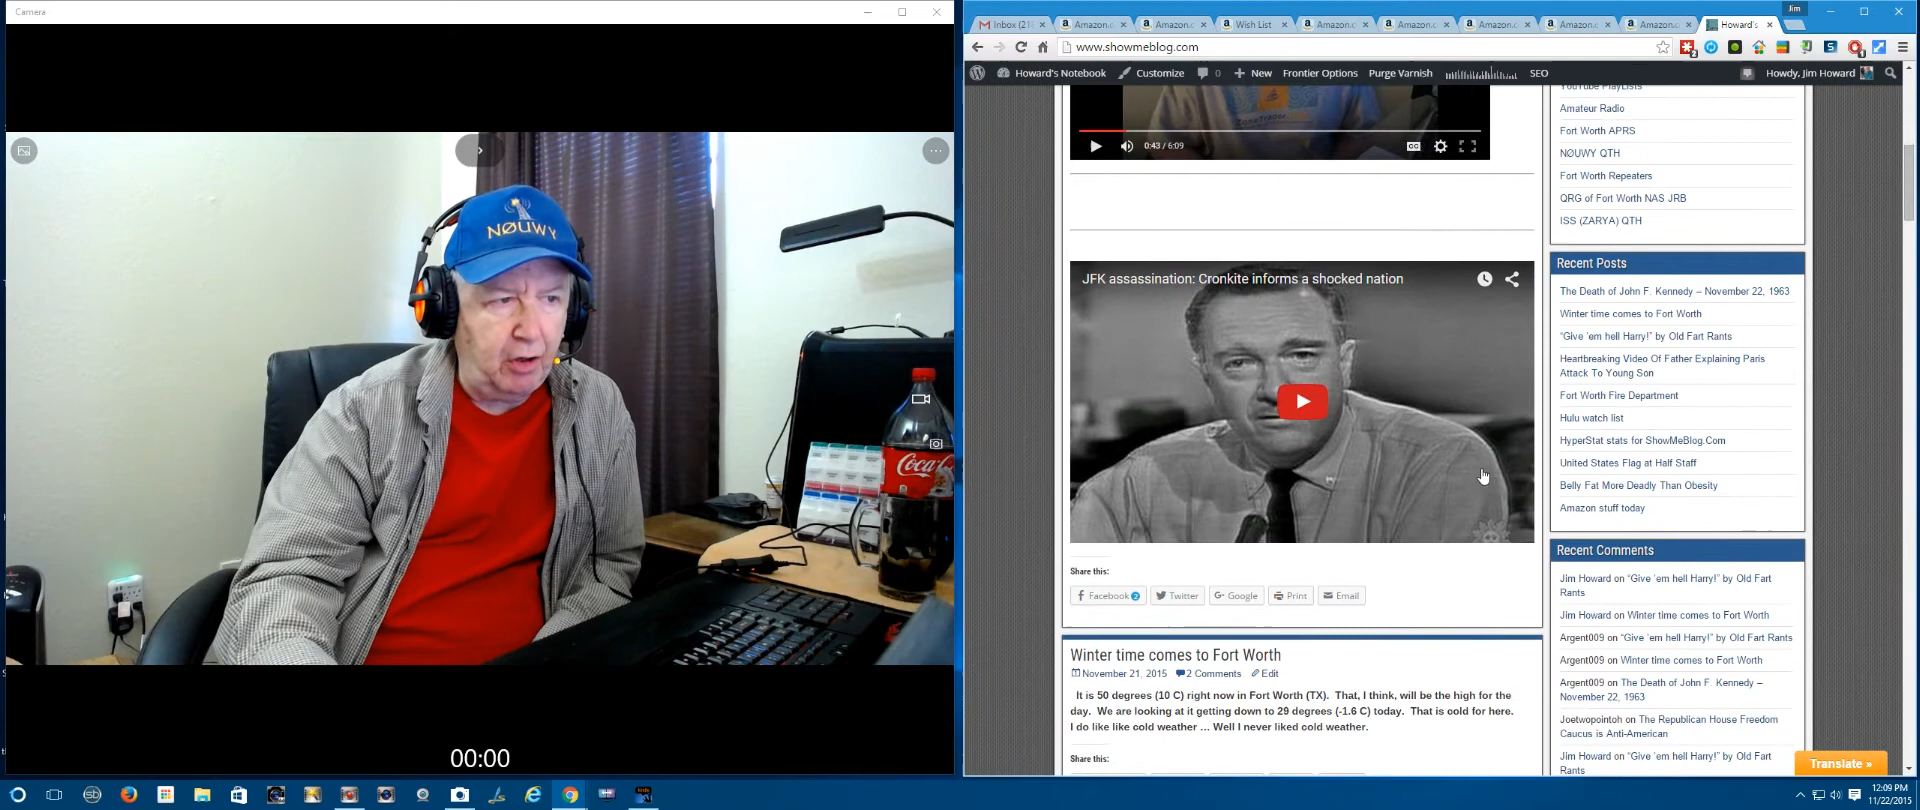 Camera
Jim
Inbox (21
Amazon.c
Amazon.c
Wish List
Amazon.c
Amazon.c
Amazon.c
Amazon.c
Amazon.c
Howard's
www.showmeblog.com
Howard's Notebook
Customize
0
New
Frontier Options
Purge Varnish
SEO
Howdy, Jim Howard
NØUWY
Coca-C
00:00
0:43 / 6:09
CC
JFK assassination: Cronkite informs a shocked nation
Share this:
Facebook 2
Twitter
G+ Google
Print
Email
Winter time comes to Fort Worth
November 21, 2015
2 Comments
Edit
It is 50 degrees (10 C) right now in Fort Worth (TX). That, I think, will be the high for the
day. We are looking at it getting down to 29 degrees (-1.6 C) today. That is cold for here.
I do like like cold weather … Well I never liked cold weather.
Share this:
YouTube PlayLists
Amateur Radio
Fort Worth APRS
NØUWY QTH
Fort Worth Repeaters
QRG of Fort Worth NAS JRB
ISS (ZARYA) QTH
Recent Posts
The Death of John F. Kennedy – November 22, 1963
Winter time comes to Fort Worth
"Give 'em hell Harry!" by Old Fart Rants
Heartbreaking Video Of Father Explaining Paris
Attack To Young Son
Fort Worth Fire Department
Hulu watch list
HyperStat stats for ShowMeBlog.Com
United States Flag at Half Staff
Belly Fat More Deadly Than Obesity
Amazon stuff today
Recent Comments
Jim Howard on "Give 'em hell Harry!" by Old Fart
Rants
Jim Howard on Winter time comes to Fort Worth
Argent009 on "Give 'em hell Harry!" by Old Fart Rants
Argent009 on Winter time comes to Fort Worth
Argent009 on The Death of John F. Kennedy –
November 22, 1963
Joetwopointoh on The Republican House Freedom
Caucus is Anti-American
Jim Howard on "Give 'em hell Harry!" by Old Fart
Rants
Translate »
12:09 PM
11/22/2015